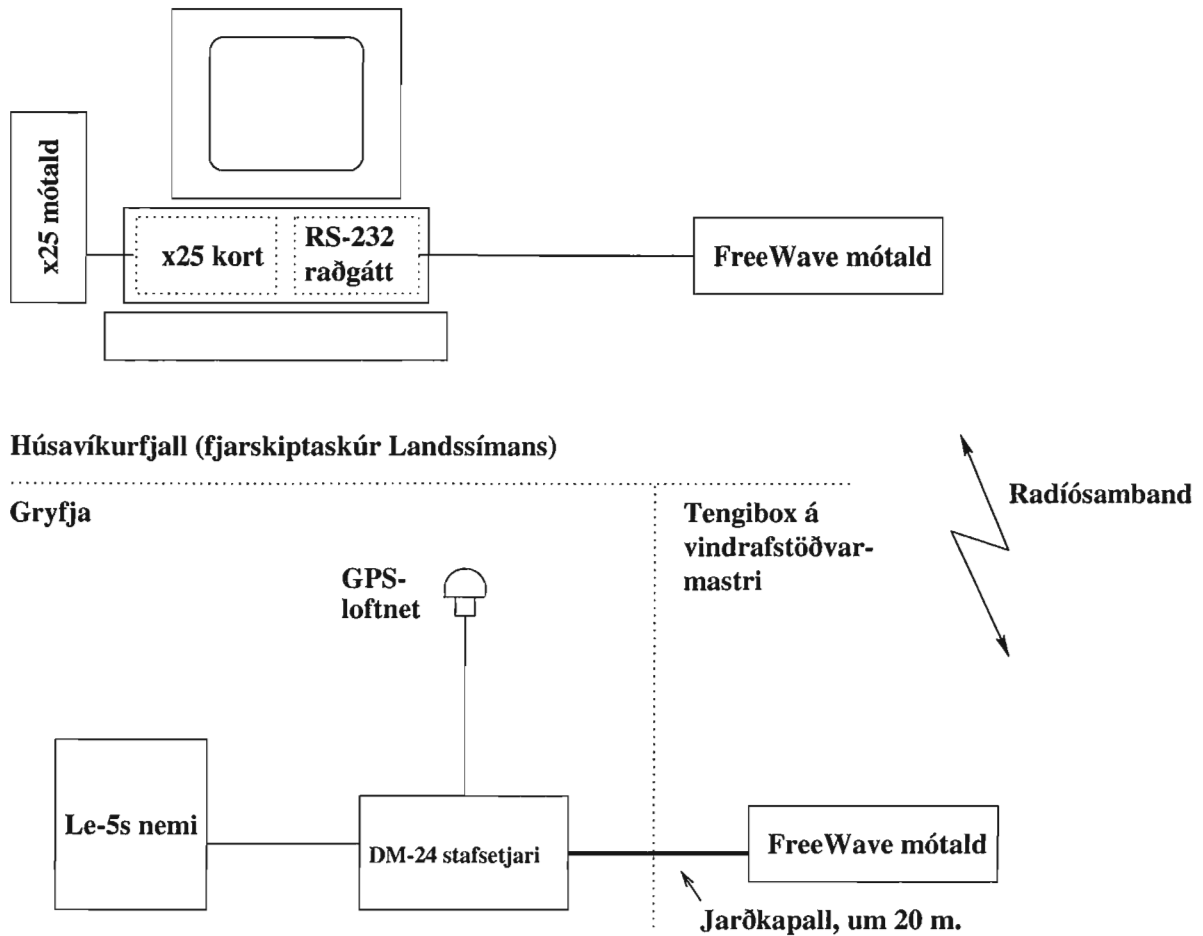 x25 mótald
x25 kort
RS-232
raðgátt
FreeWave mótald
Húsavíkurfjall (fjarskiptaskúr Landssímans)
Radíósamband
Gryfja
Tengibox á
vindrafstöðvar-
mastri
GPS-
loftnet
Le-5s nemi
DM-24 stafsetjari
FreeWave mótald
Jarðkapall, um 20 m.